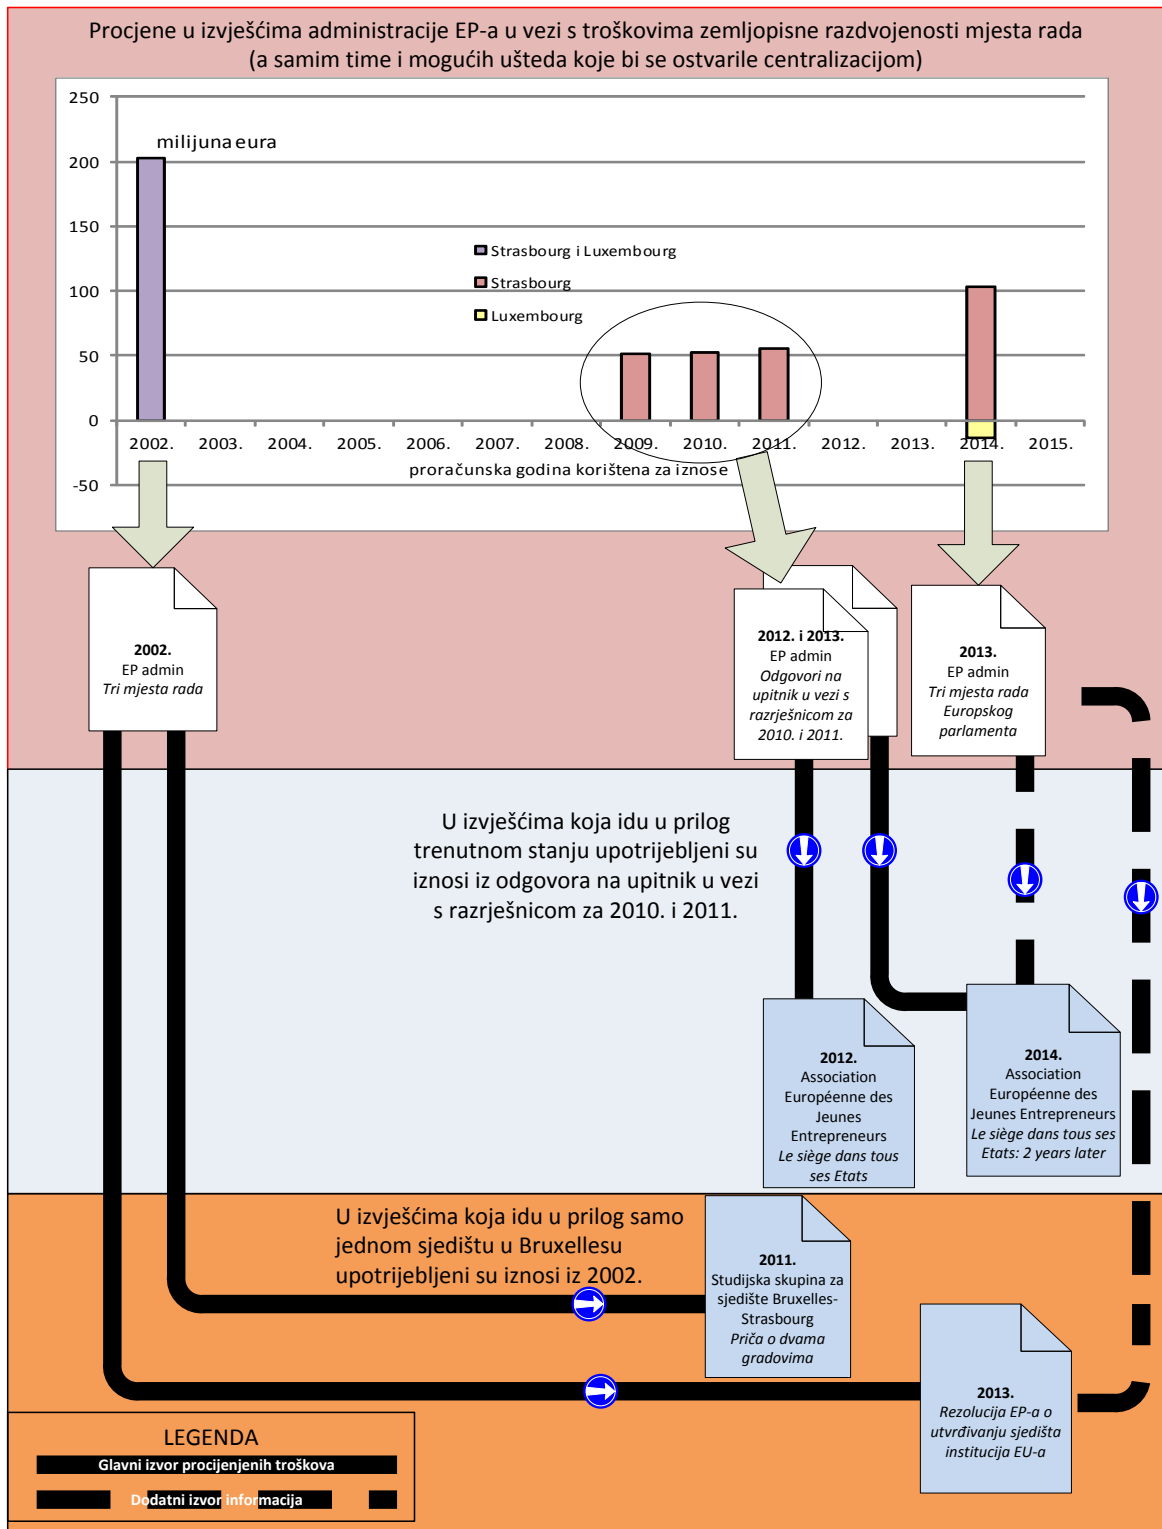 Procjene u izvješćima administracije EP-a u vezi s troškovima zemljopisne razdvojenosti mjesta rada
(a samim time i mogućih ušteda koje bi se ostvarile centralizacijom)
250
200
150
100
50
0
-50
milijuna eura
Strasbourg i Luxembourg
Strasbourg
Luxembourg
2002. 2003. 2004. 2005. 2006. 2007. 2008. 2009. 2010. 2011. 2012. 2013. 2014. 2015.
proračunska godina korištena za iznose
2002.
EP admin
Tri mjesta rada
2012. i 2013.
EP admin
Odgovori na
upitnik u vezi s
razrješnicom za
2010. i 2011.
2013.
EP admin
Tri mjesta rada
Europskog
parlamenta
U izvješćima koja idu u prilog
trenutnom stanju upotrijebljeni su
iznosi iz odgovora na upitnik u vezi
s razrješnicom za 2010. i 2011.
2012.
Association
Européenne des
Jeunes
Entrepreneurs
Le siège dans tous
ses Etats
2014.
Association
Européenne des
Jeunes Entrepreneurs
Le siège dans tous ses
Etats: 2 years later
U izvješćima koja idu u prilog samo
jednom sjedištu u Bruxellesu
upotrijebljeni su iznosi iz 2002.
2011.
Studijska skupina za
sjedište Bruxelles-
Strasbourg
Priča o dvama
gradovima
2013.
Rezolucija EP-a o
utvrđivanju sjedišta
institucija EU-a
LEGENDA
Glavni izvor procijenjenih troškova
Dodatni izvor informacija